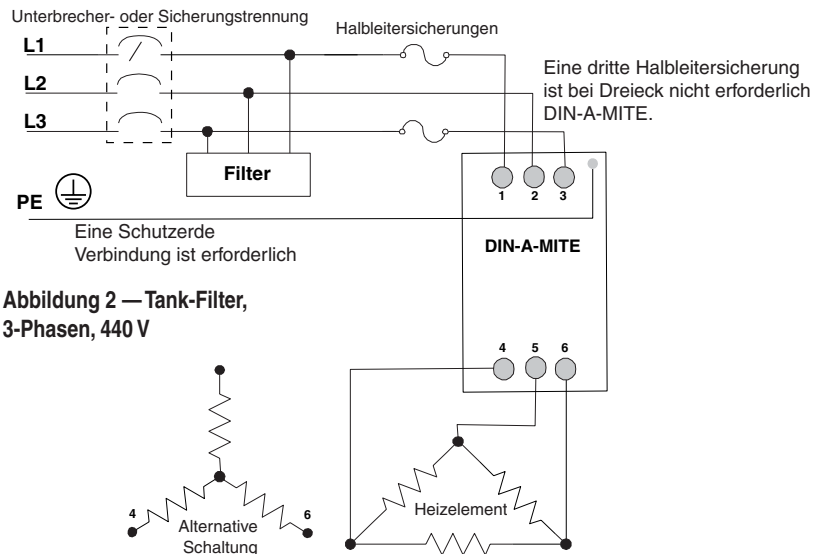 Unterbrecher- oder Sicherungstrennung
Halbleitersicherungen
L1
L2
L3
Eine dritte Halbleitersicherung
ist bei Dreieck nicht erforderlich
DIN-A-MITE.
Filter
1 2 3
PE
Eine Schutzerde
Verbindung ist erforderlich
DIN-A-MITE
Abbildung 2 — Tank-Filter,
3-Phasen, 440 V
4 5 6
4
6
Alternative
Schaltung
Heizelement